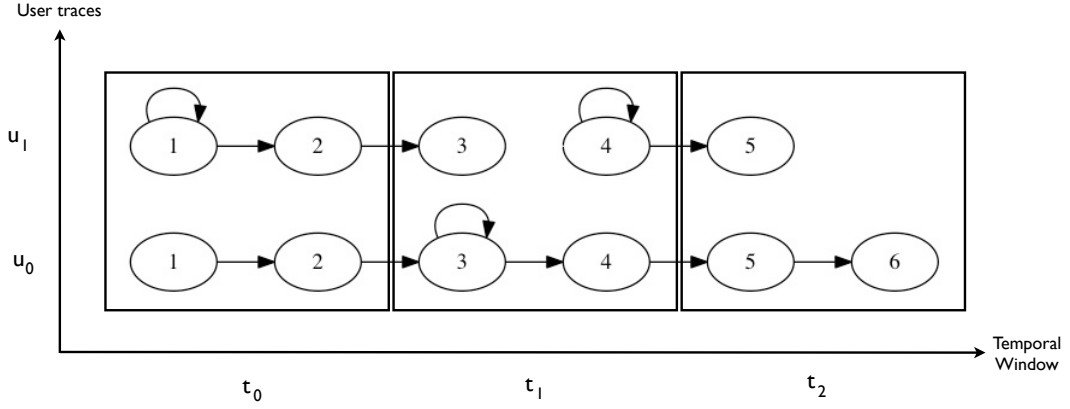 User traces
u1
1 2 3 4 5
u0
1 2 3 4 5 6
Temporal
Window
t0 t1 t2